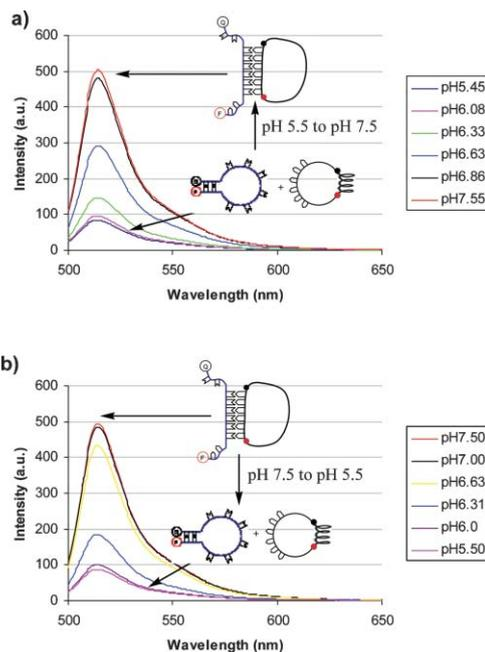 a)
600
500
400
300
200
100
0
Intensity (a.u.)
500
550
600
650
Wavelength (nm)
Q
F
pH 5.5 to pH 7.5
+
pH5.45
pH6.08
pH6.33
pH6.63
pH6.86
pH7.55
b)
600
500
400
300
200
100
0
Intensity (a.u.)
500
550
600
650
Wavelength (nm)
Q
F
pH 7.5 to pH 5.5
+
pH7.50
pH7.00
pH6.63
pH6.31
pH6.0
pH5.50